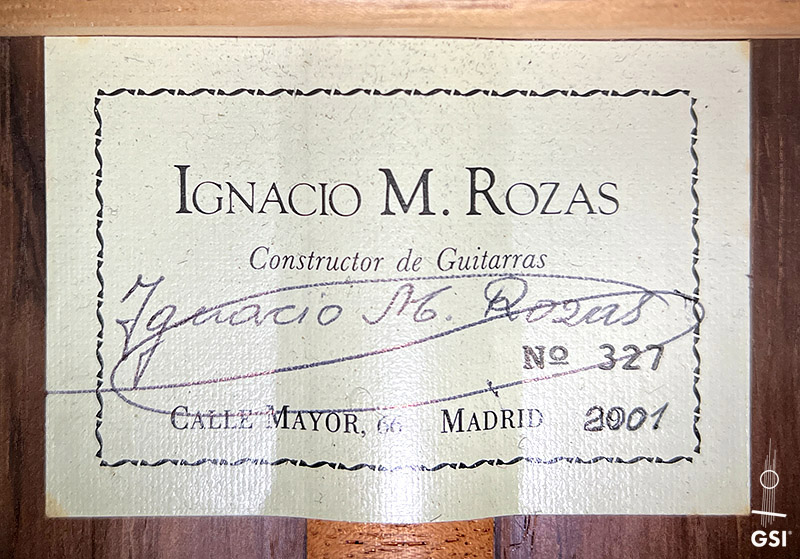 IGNACIO M. ROZAS
Constructor de Guitarras
Ignacio M. Rozas
Nº 327
CALLE MAYOR, 66 MADRID 2001
GSI